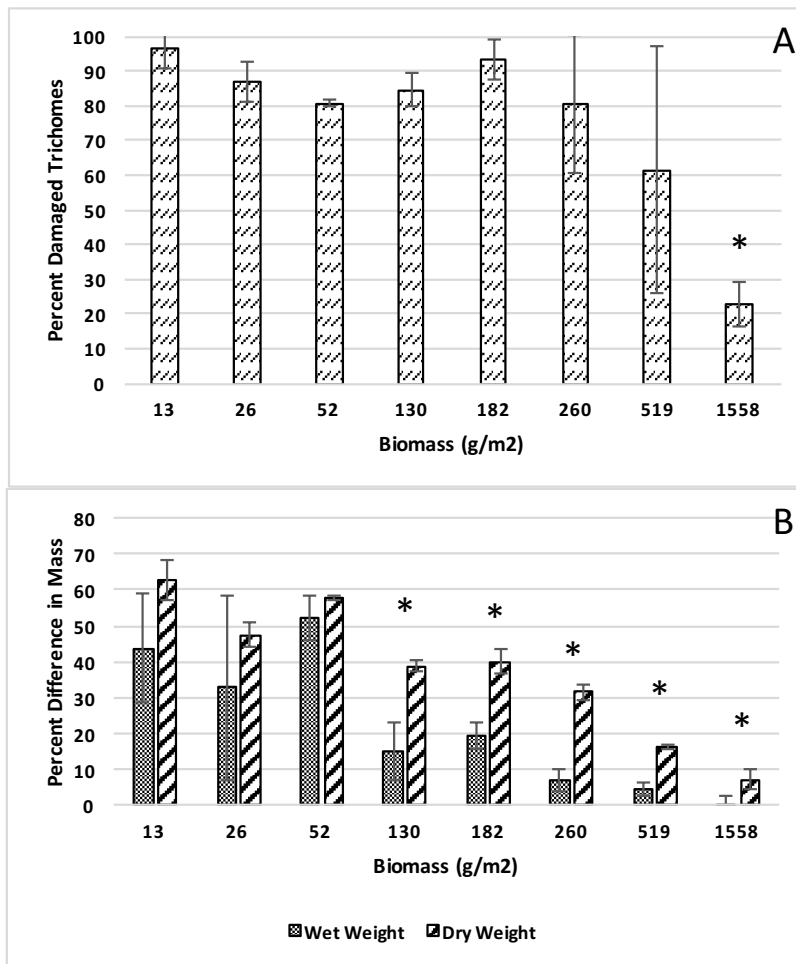 A
Percent Damaged Trichomes
100
90
80
70
60
50
40
30
20
10
0
*
13 26 52 130 182 260 519 1558
Biomass (g/m2)
B
Percent Difference in Mass
80
70
60
50
40
30
20
10
0
* * * * *
13 26 52 130 182 260 519 1558
Biomass (g/m2)
Wet Weight Dry Weight